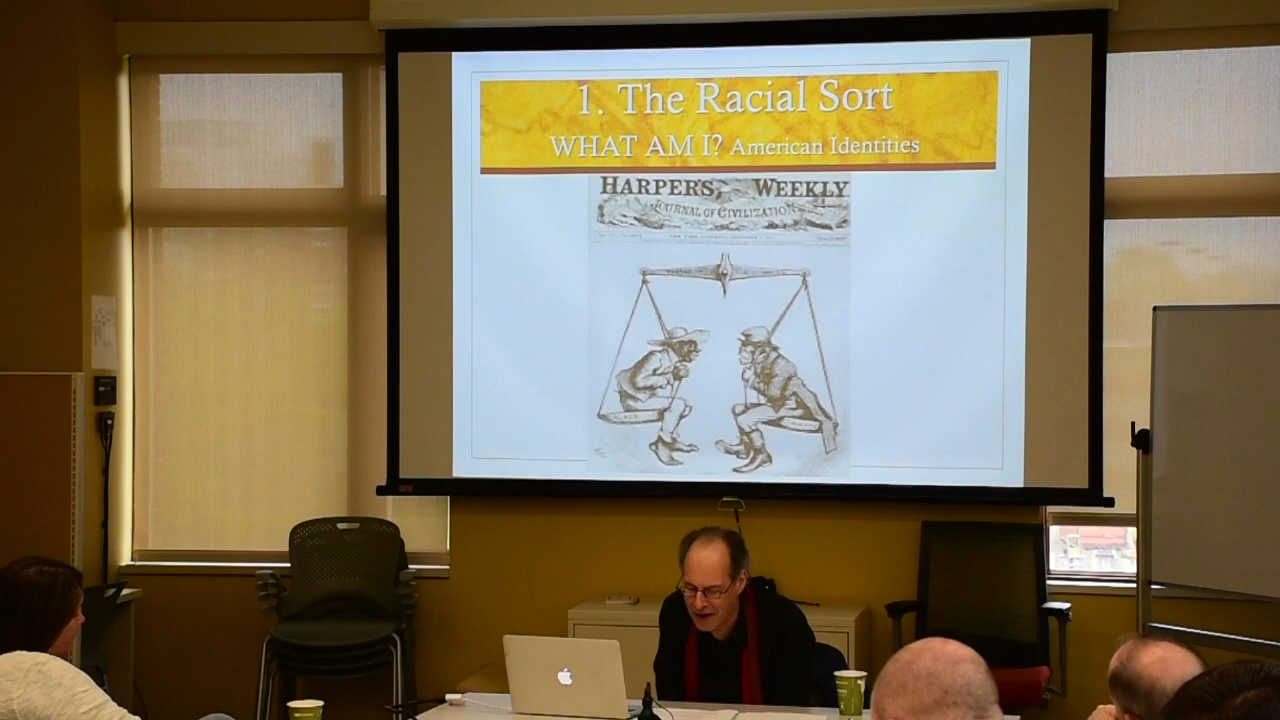 1. The Racial Sort
WHAT AM I? American Identities
HARPER'S WEEKLY
JOURNAL OF CIVILIZATION